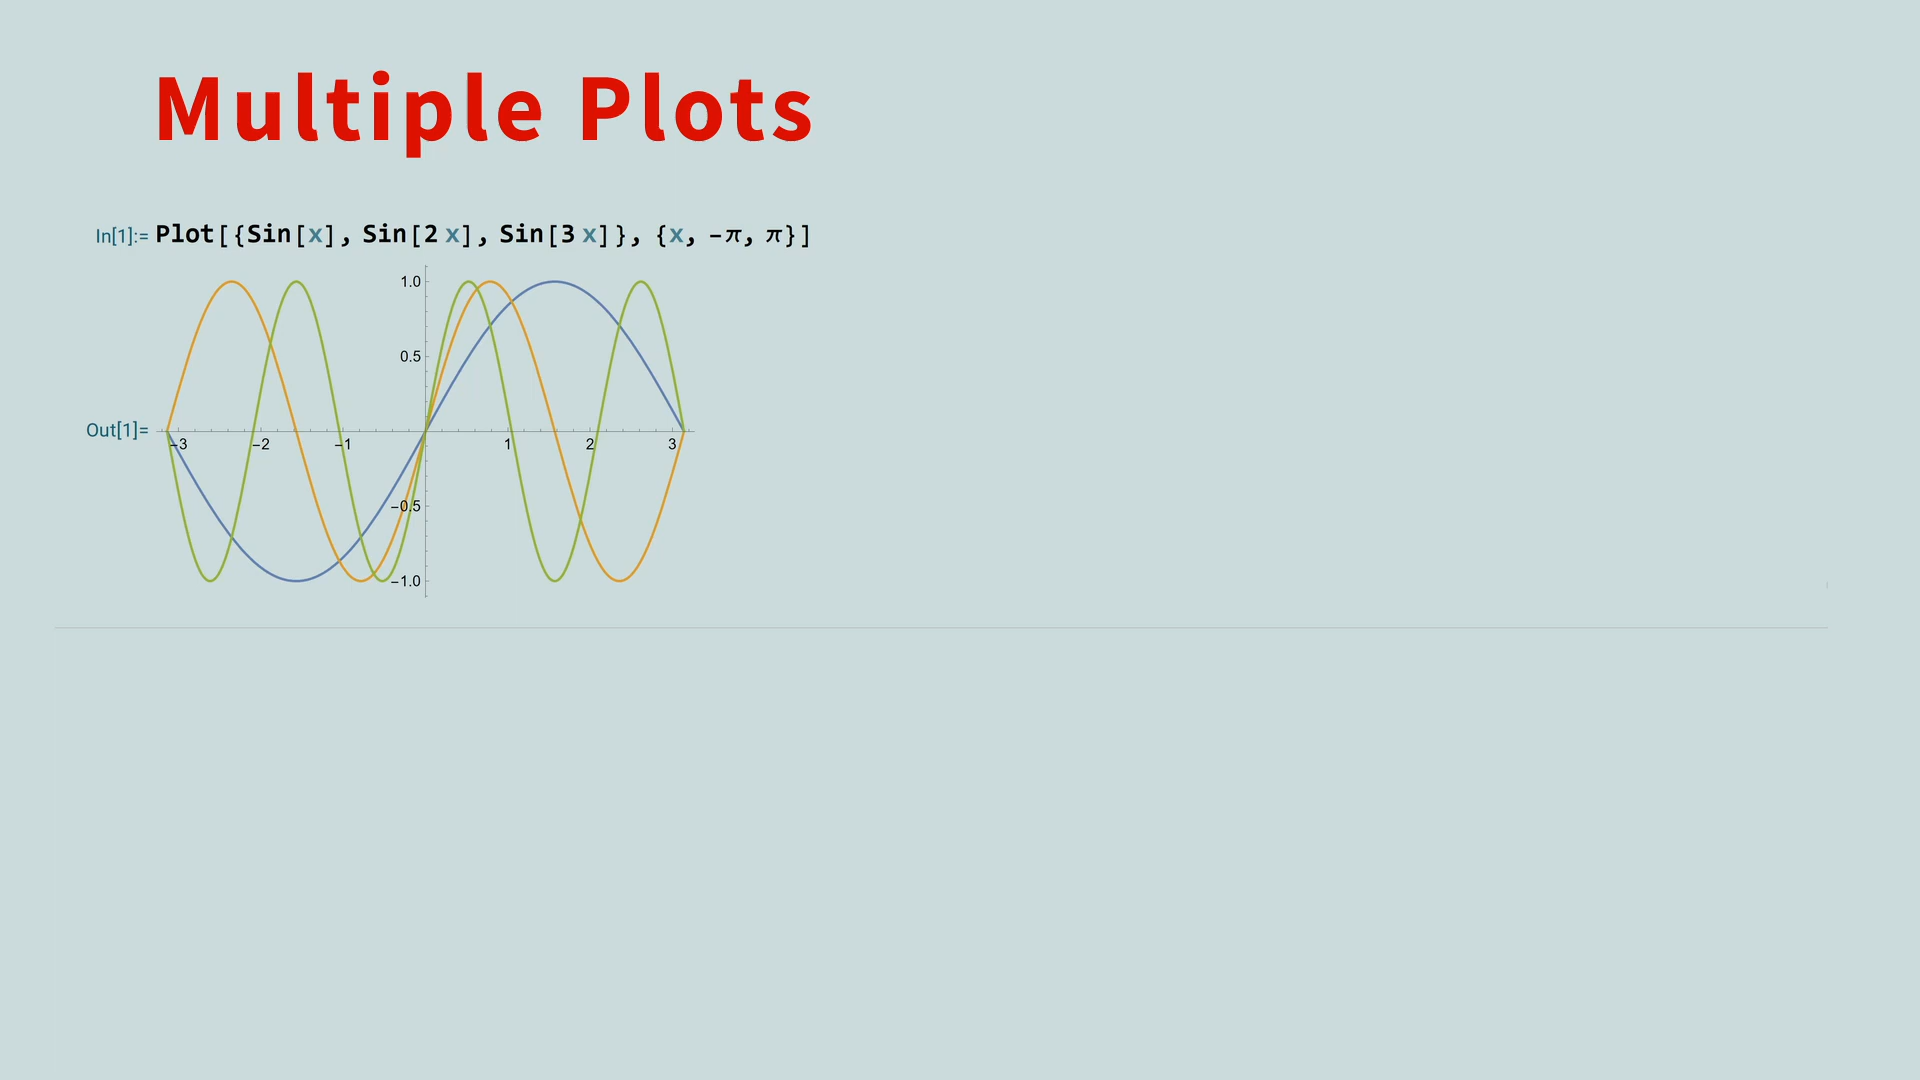 Multiple Plots
In[1]:= Plot[{Sin[x], Sin[2 x], Sin[3 x]}, {x, -π, π}]
1.0
0.5
Out[1]=
-3 -2 -1 1 2 3
-0.5
-1.0